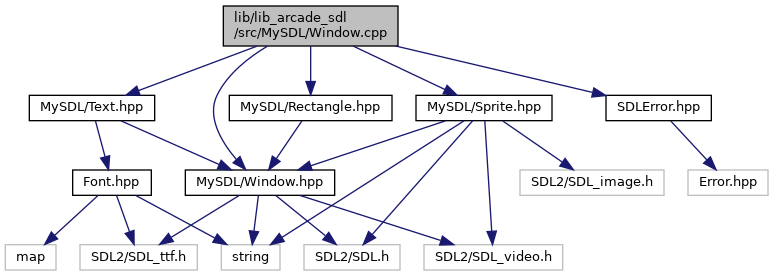 lib/lib_arcade_sdl
/src/MySDL/Window.cpp
MySDL/Text.hpp
MySDL/Rectangle.hpp
MySDL/Sprite.hpp
SDLError.hpp
Font.hpp
MySDL/Window.hpp
SDL2/SDL_image.h
Error.hpp
map
SDL2/SDL_ttf.h
string
SDL2/SDL.h
SDL2/SDL_video.h